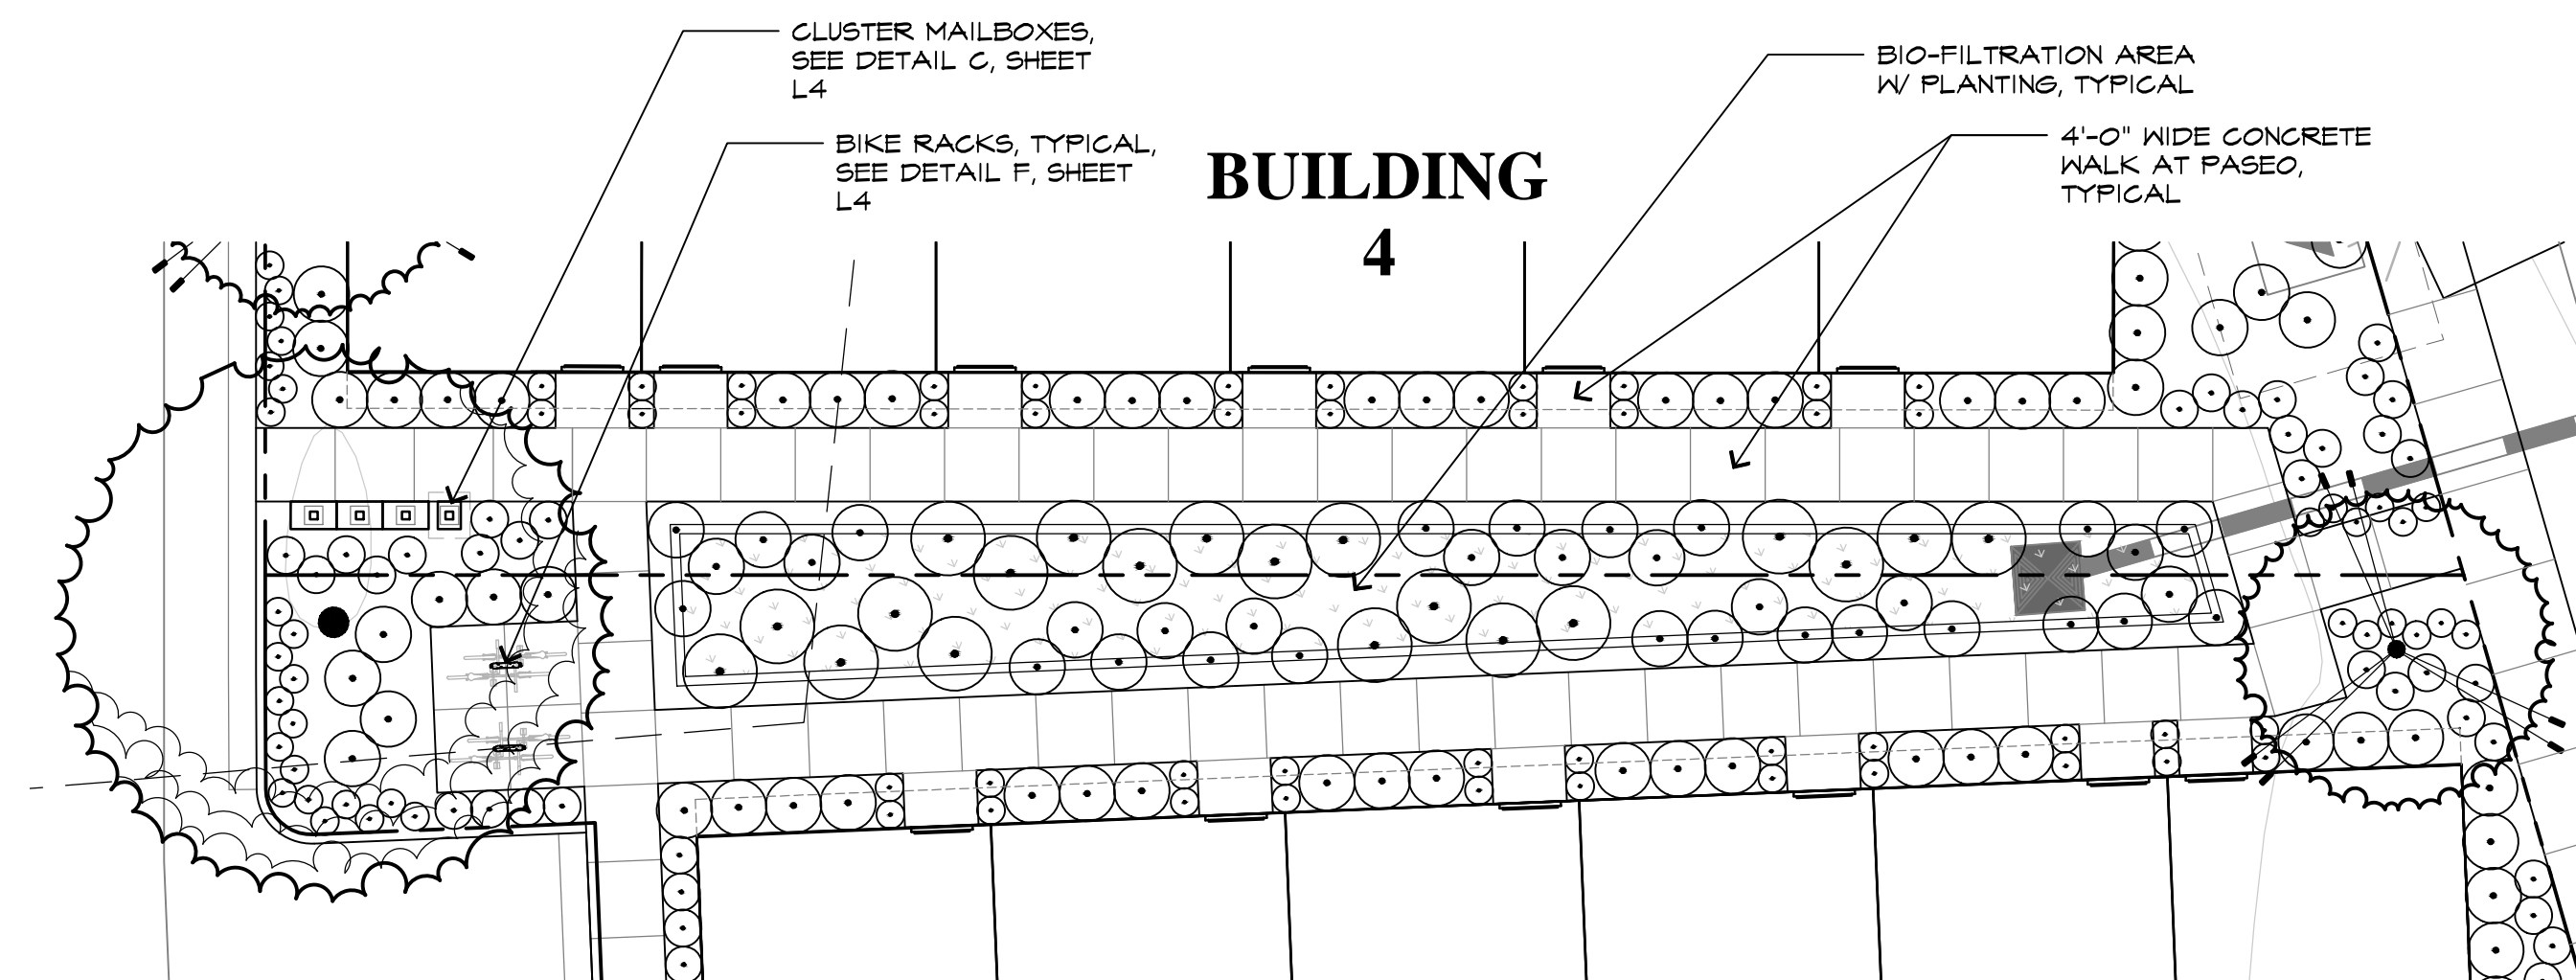 CLUSTER MAILBOXES,
SEE DETAIL C, SHEET
L4
BIKE RACKS, TYPICAL,
SEE DETAIL F, SHEET
L4
BUILDING
4
BIO-FILTRATION AREA
W/ PLANTING, TYPICAL
4'-0" WIDE CONCRETE
WALK AT PASEO,
TYPICAL